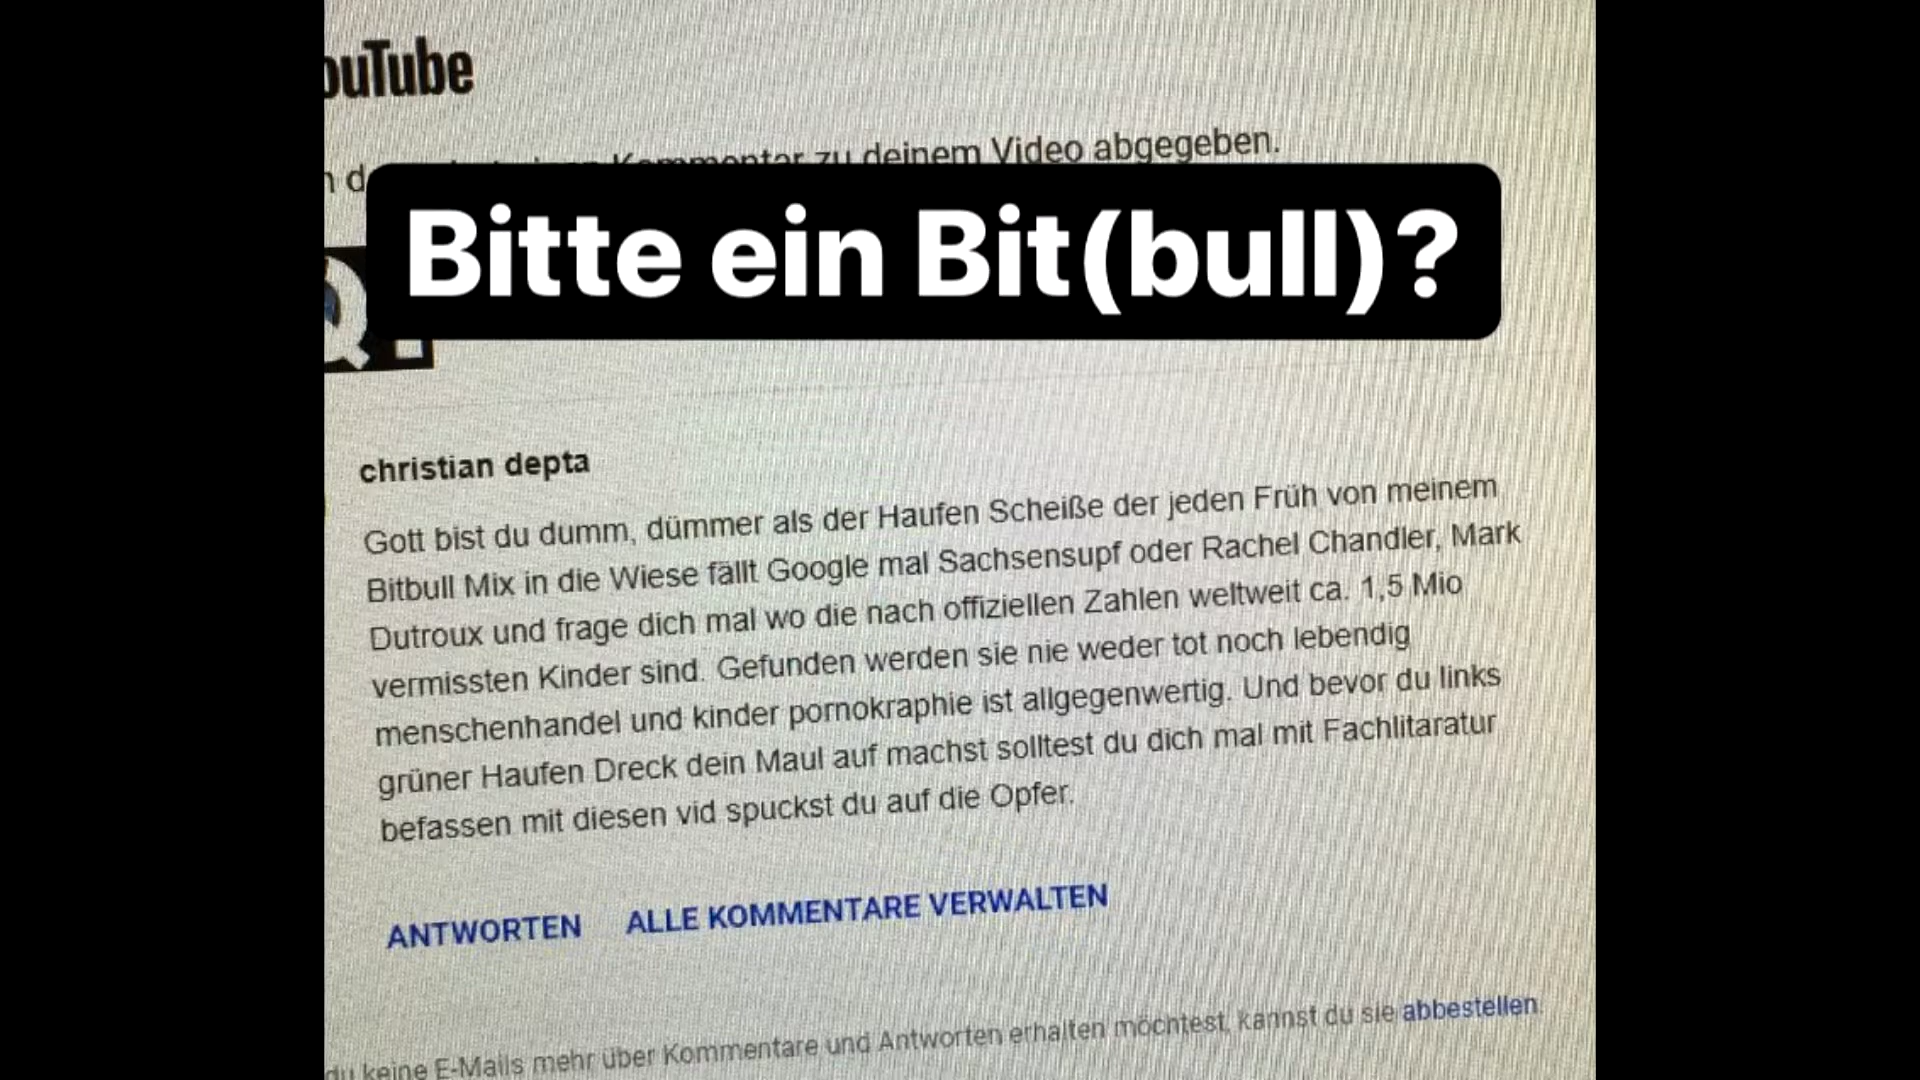 ouTube
Kommentar zu deinem Video abgegeben.
Bitte ein Bit(bull)?
christian depta
Gott bist du dumm, dümmer als der Haufen Scheiße der jeden Früh von meinem
Bitbull Mix in die Wiese fällt Google mal Sachsensupf oder Rachel Chandler, Mark
Dutroux und frage dich mal wo die nach offiziellen Zahlen weltweit ca. 1,5 Mio
vermissten Kinder sind. Gefunden werden sie nie weder tot noch lebendig
menschenhandel und kinder pornokraphie ist allgegenwertig. Und bevor du links
grüner Haufen Dreck dein Maul auf machst solltest du dich mal mit Fachlitaratur
befassen mit diesen vid spuckst du auf die Opfer.
ANTWORTEN ALLE KOMMENTARE VERWALTEN
du keine E-Mails mehr über Kommentare und Antworten erhalten möchtest, kannst du sie abbestellen.